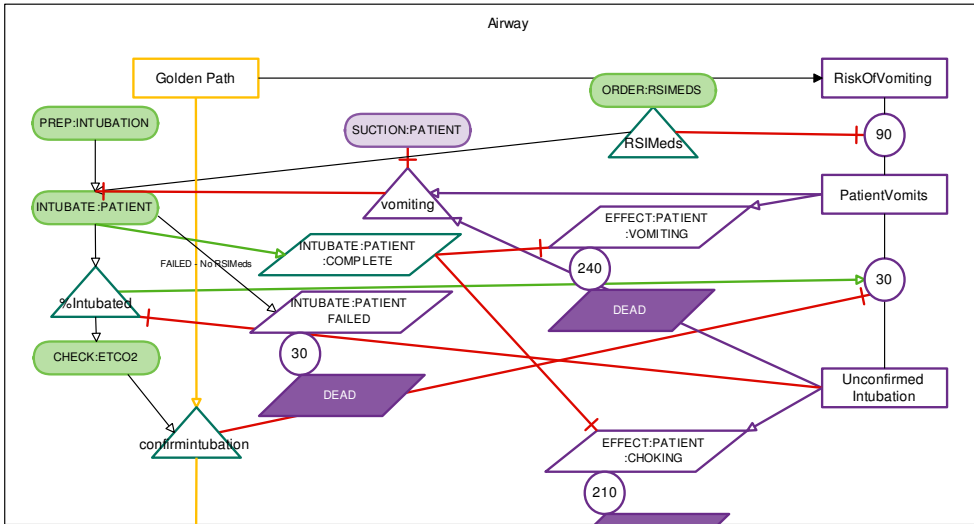 Airway
Golden Path
RiskOfVomiting
ORDER:RSIMEDS
PREP:INTUBATION
SUCTION:PATIENT
RSIMeds
90
INTUBATE:PATIENT
vomiting
PatientVomits
EFFECT:PATIENT
:VOMITING
INTUBATE:PATIENT
:COMPLETE
FAILED - No RSIMeds
240
30
%Intubated
INTUBATE:PATIENT
FAILED
DEAD
30
CHECK:ETCO2
DEAD
Unconfirmed
Intubation
confirmintubation
EFFECT:PATIENT
:CHOKING
210